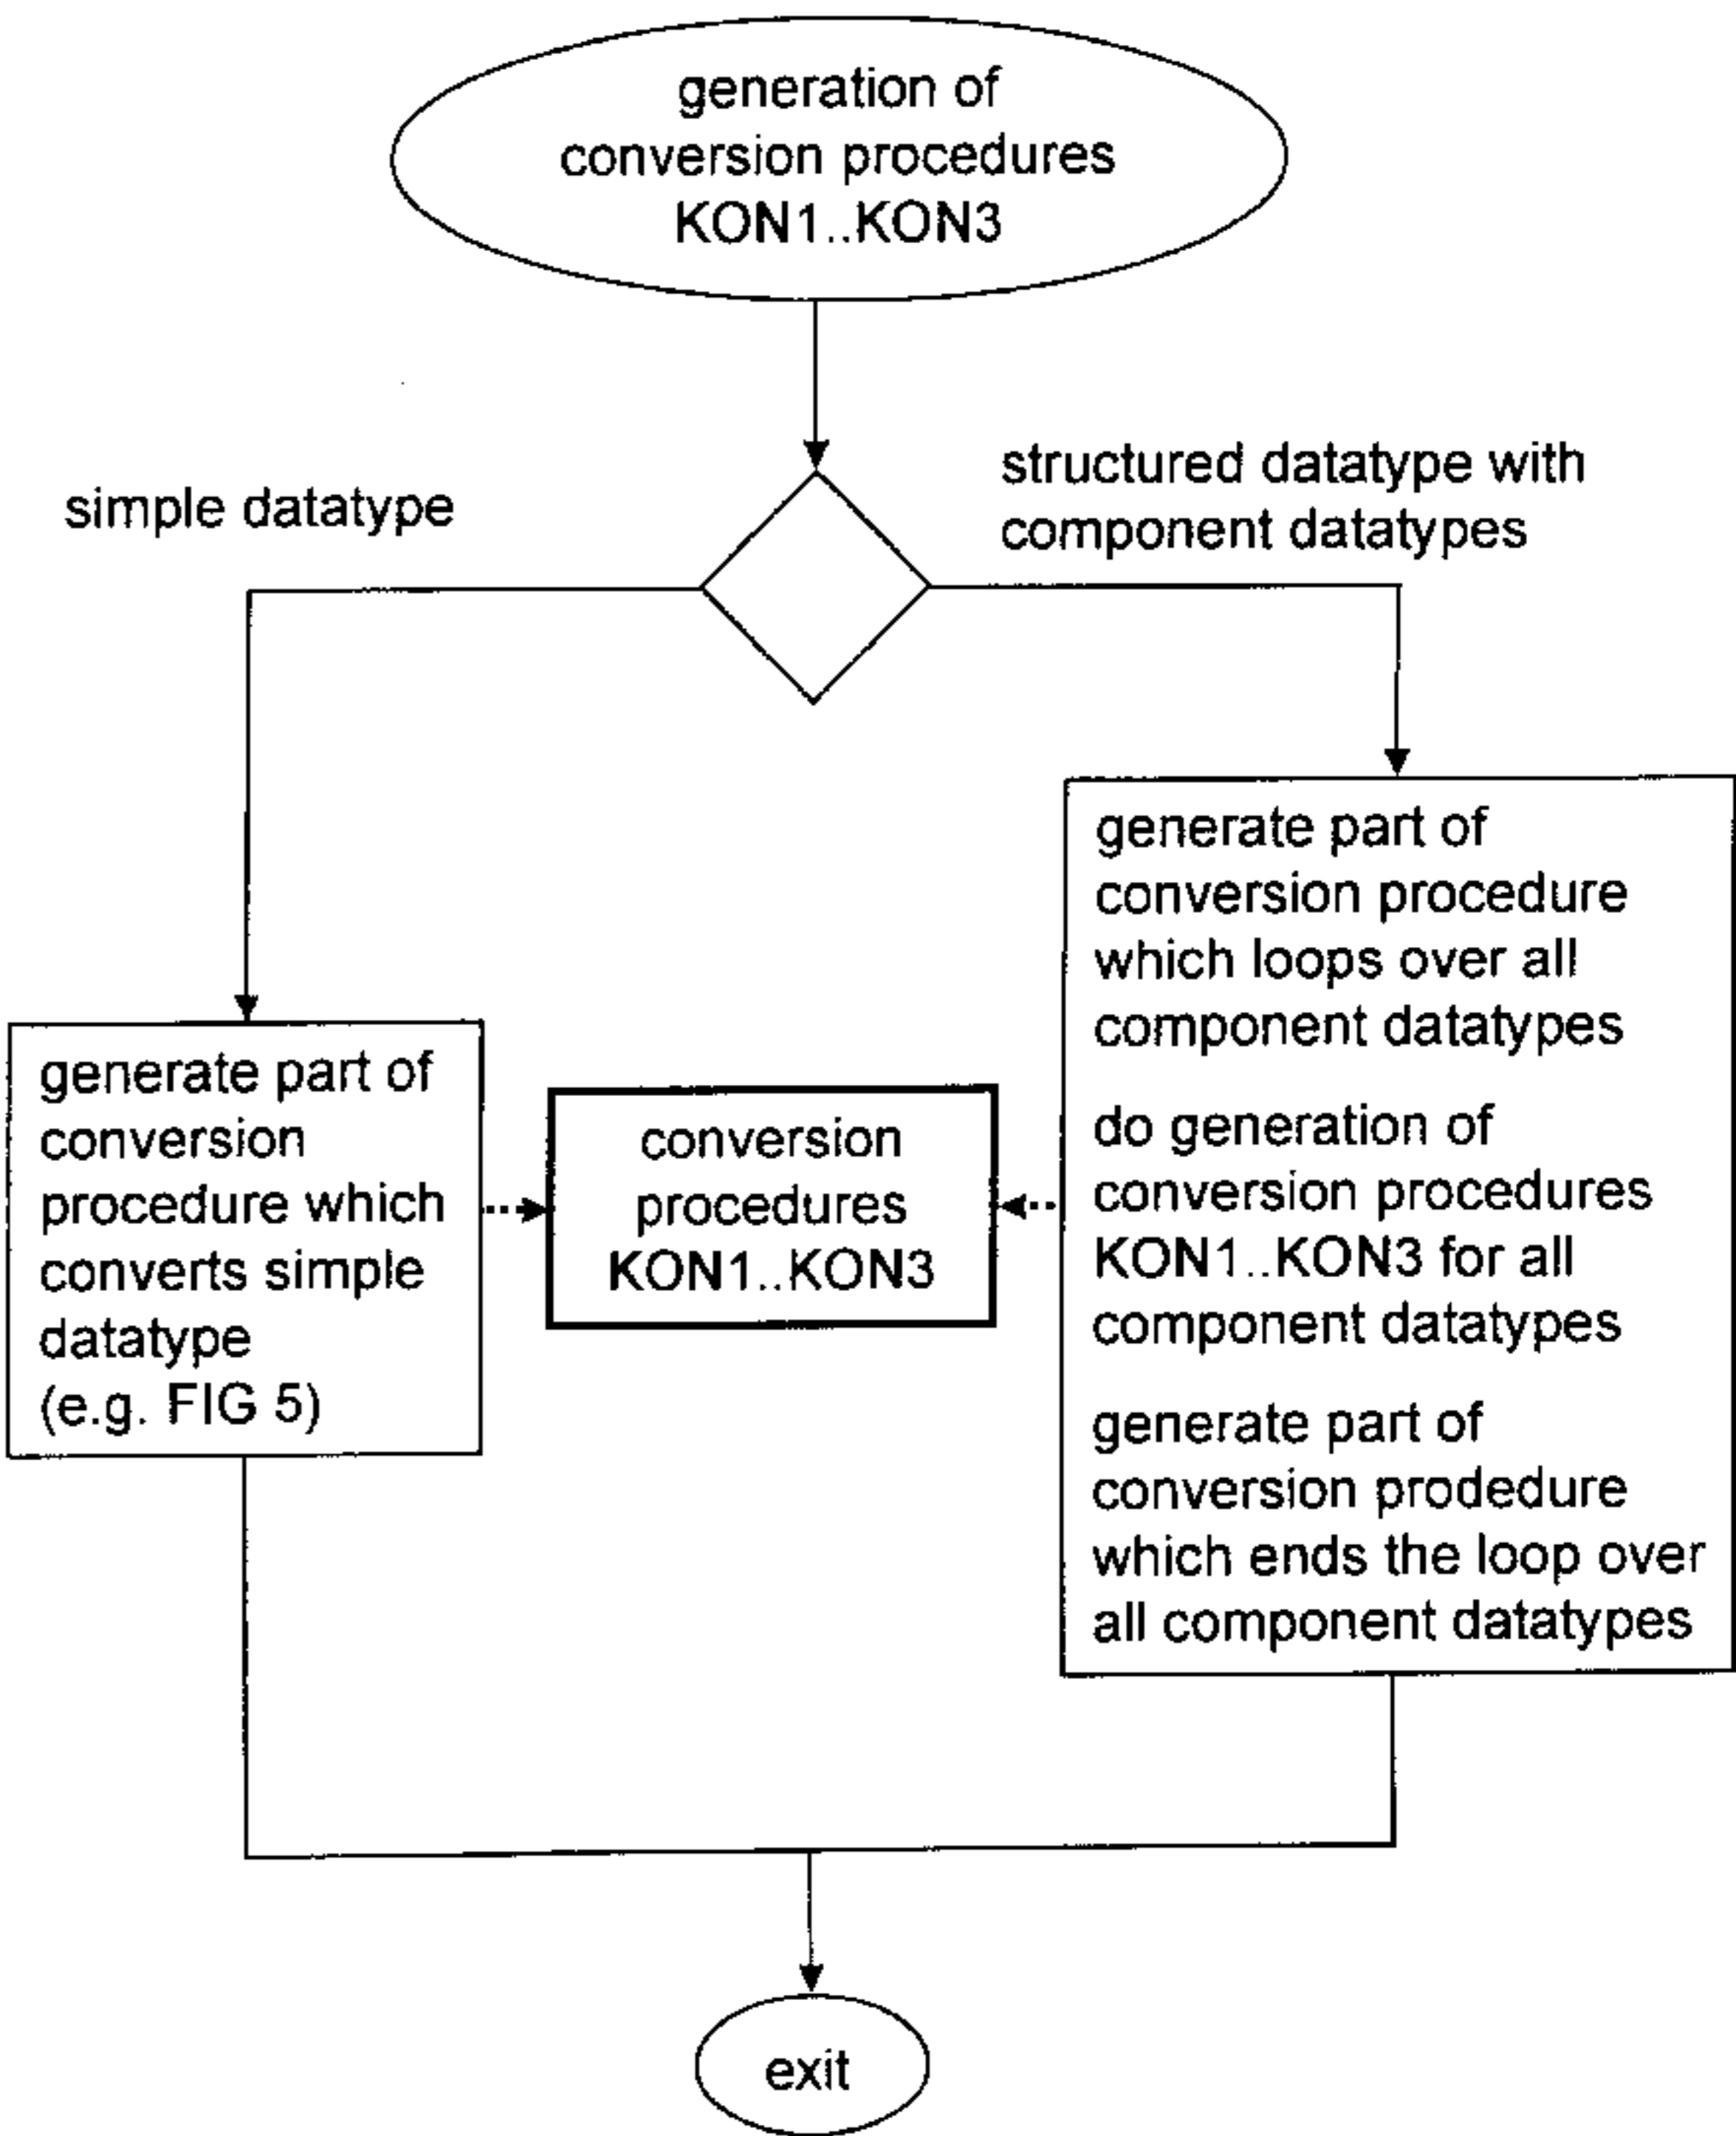 generation of
conversion procedures
KON1..KON3
simple datatype
structured datatype with
component datatypes
generate part of
conversion
procedure which
converts simple
datatype
(e.g. FIG 5)
conversion
procedures
KON1..KON3
generate part of
conversion procedure
which loops over all
component datatypes
do generation of
conversion procedures
KON1..KON3 for all
component datatypes
generate part of
conversion prodedure
which ends the loop over
all component datatypes
exit